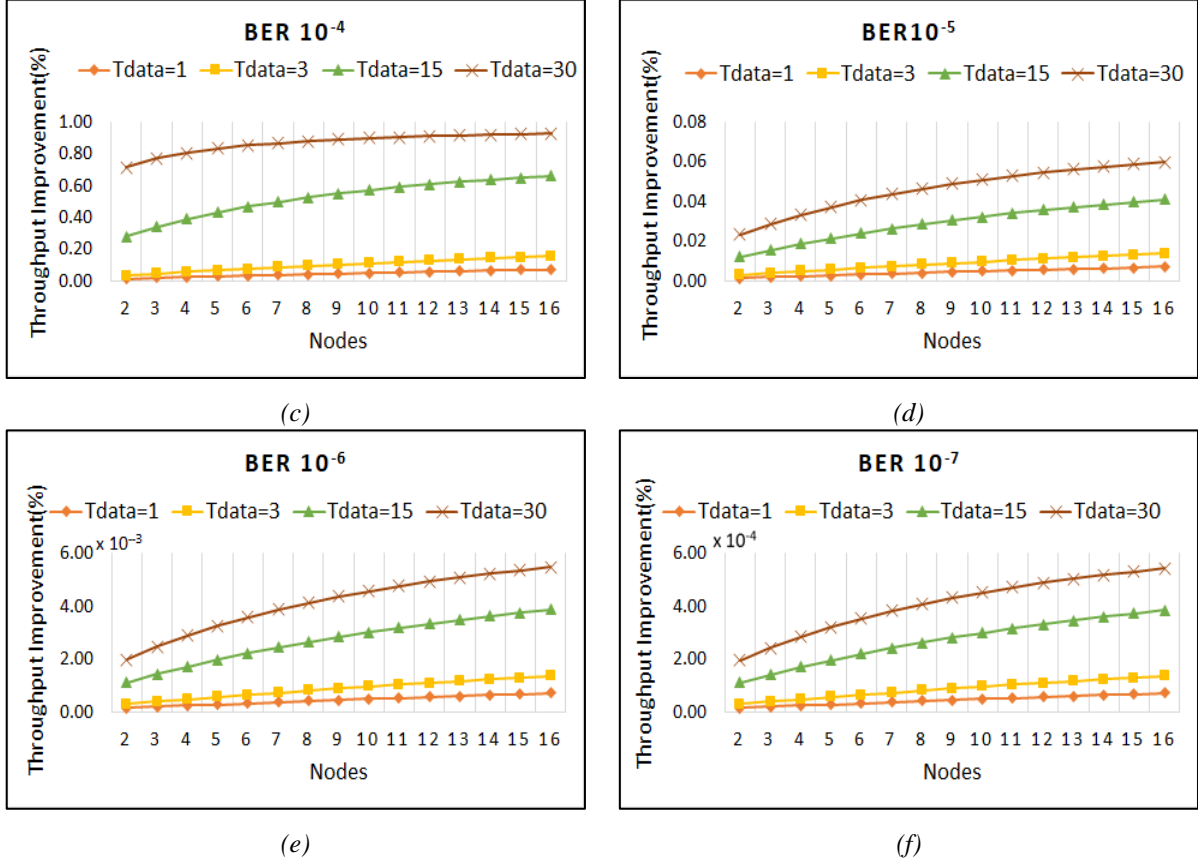 BER 10⁻⁴
Tdata=1 Tdata=3 Tdata=15 Tdata=30
Throughput Improvement(%)
1.00
0.80
0.60
0.40
0.20
0.00
2 3 4 5 6 7 8 9 10 11 12 13 14 15 16
Nodes
(c)
BER10⁻⁵
Tdata=1 Tdata=3 Tdata=15 Tdata=30
Throughput Improvement(%)
0.08
0.06
0.04
0.02
0.00
2 3 4 5 6 7 8 9 10 11 12 13 14 15 16
Nodes
(d)
BER 10⁻⁶
Tdata=1 Tdata=3 Tdata=15 Tdata=30
Throughput Improvement(%)
6.00 x 10⁻³
4.00
2.00
0.00
2 3 4 5 6 7 8 9 10 11 12 13 14 15 16
Nodes
(e)
BER 10⁻⁷
Tdata=1 Tdata=3 Tdata=15 Tdata=30
Throughput Improvement(%)
x 10⁻⁴
6.00
4.00
2.00
0.00
2 3 4 5 6 7 8 9 10 11 12 13 14 15 16
Nodes
(f)